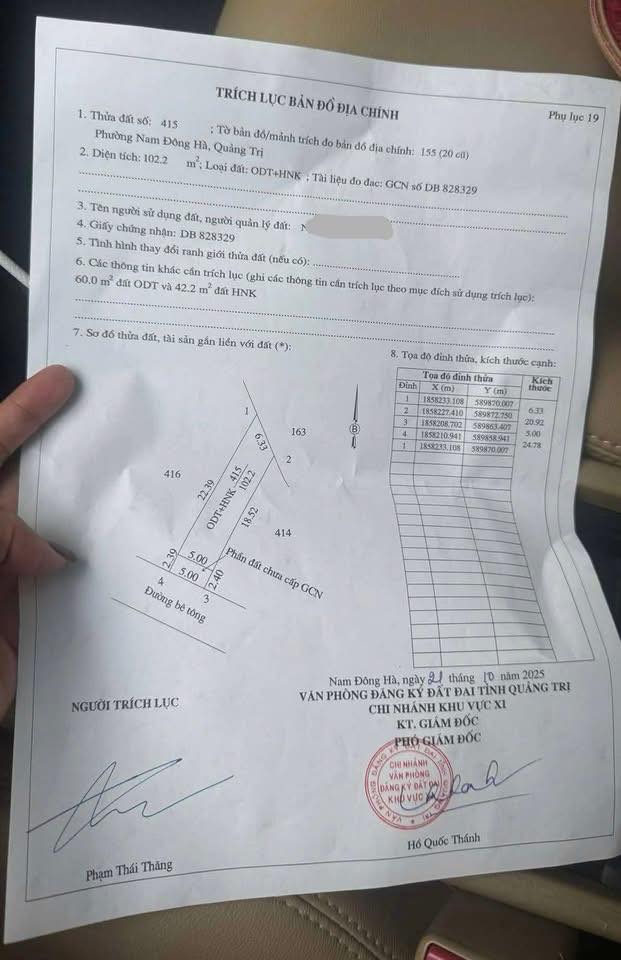 TRÍCH LỤC BẢN ĐỒ ĐỊA CHÍNH
Phụ lục 19
1. Thửa đất số: 415 ; Tờ bản đồ/mảnh trích đo bản đồ địa chính: 155 (20 cũ)
Phường Nam Đông Hà, Quảng Trị
2. Diện tích: 102.2 m²; Loại đất: ODT+HNK ; Tài liệu đo đạc: GCN số DB 828329
3. Tên người sử dụng đất, người quản lý đất: N
4. Giấy chứng nhận: DB 828329
5. Tình hình thay đổi ranh giới thửa đất (nếu có):
6. Các thông tin khác cần trích lục (ghi các thông tin cần trích lục theo mục đích sử dụng trích lục):
60.0 m² đất ODT và 42.2 m² đất HNK
7. Sơ đồ thửa đất, tài sản gắn liền với đất (*):
1
6.33
163
2
416
22.39
ODT+HNK 415
102.2
18.52
414
B
2.39
5.00
5.00
2.40
Phần đất chưa cấp GCN
4
3
Đường bê tông
8. Tọa độ đỉnh thửa, kích thước cạnh:
Tọa độ đỉnh thửa Kích thước
Đỉnh X (m) Y (m)
1 1858233.108 589870.007
6.33
2 1858227.410 589872.750
20.92
3 1858208.702 589863.407
5.00
4 1858210.941 589858.941
24.78
1 1858233.108 589870.007
Nam Đông Hà, ngày 21 tháng 10 năm 2025
VĂN PHÒNG ĐĂNG KÝ ĐẤT ĐAI TỈNH QUẢNG TRỊ
CHI NHÁNH KHU VỰC XI
KT. GIÁM ĐỐC
PHÓ GIÁM ĐỐC
NGƯỜI TRÍCH LỤC
CHI NHÁNH
VĂN PHÒNG
ĐĂNG KÝ ĐẤT ĐAI
KHU VỰC XI
Hồ Quốc Thánh
Phạm Thái Thăng